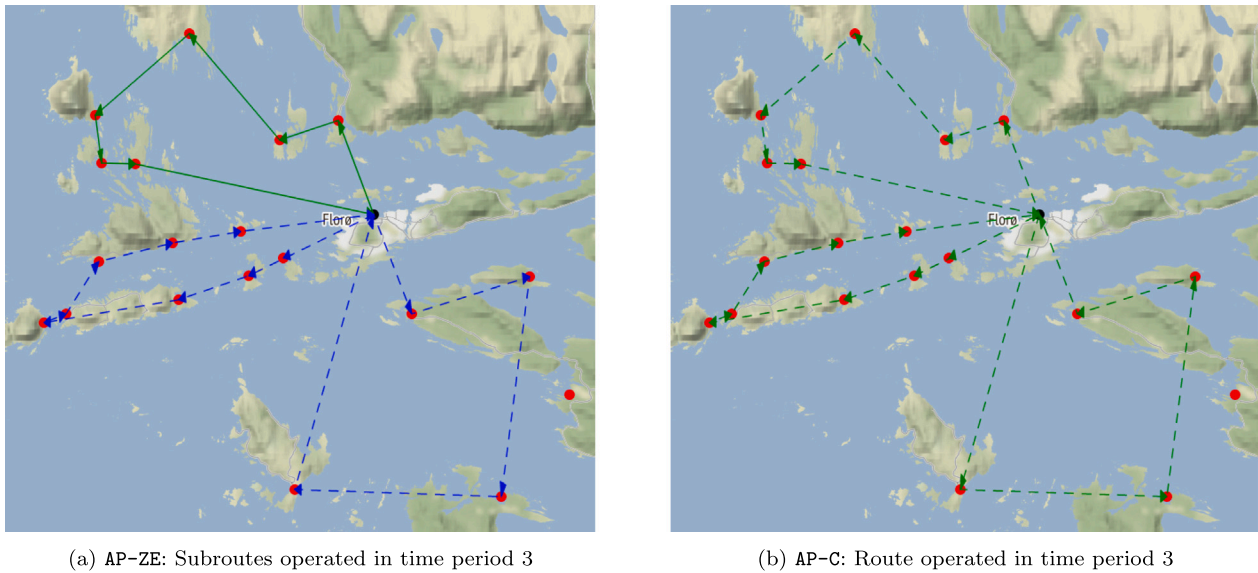 Florø
Florø
(a) AP-ZE: Subroutes operated in time period 3
(b) AP-C: Route operated in time period 3